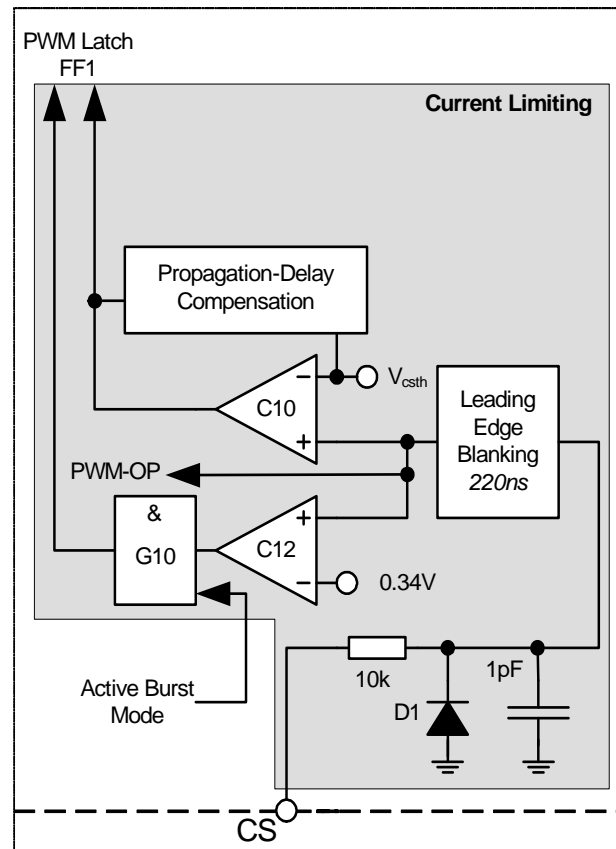 PWM Latch
FF1
Current Limiting
Propagation-Delay
Compensation
Vcsth
C10
Leading
Edge
Blanking
220ns
PWM-OP
&
G10
C12
0.34V
10k
1pF
D1
Active Burst
Mode
CS